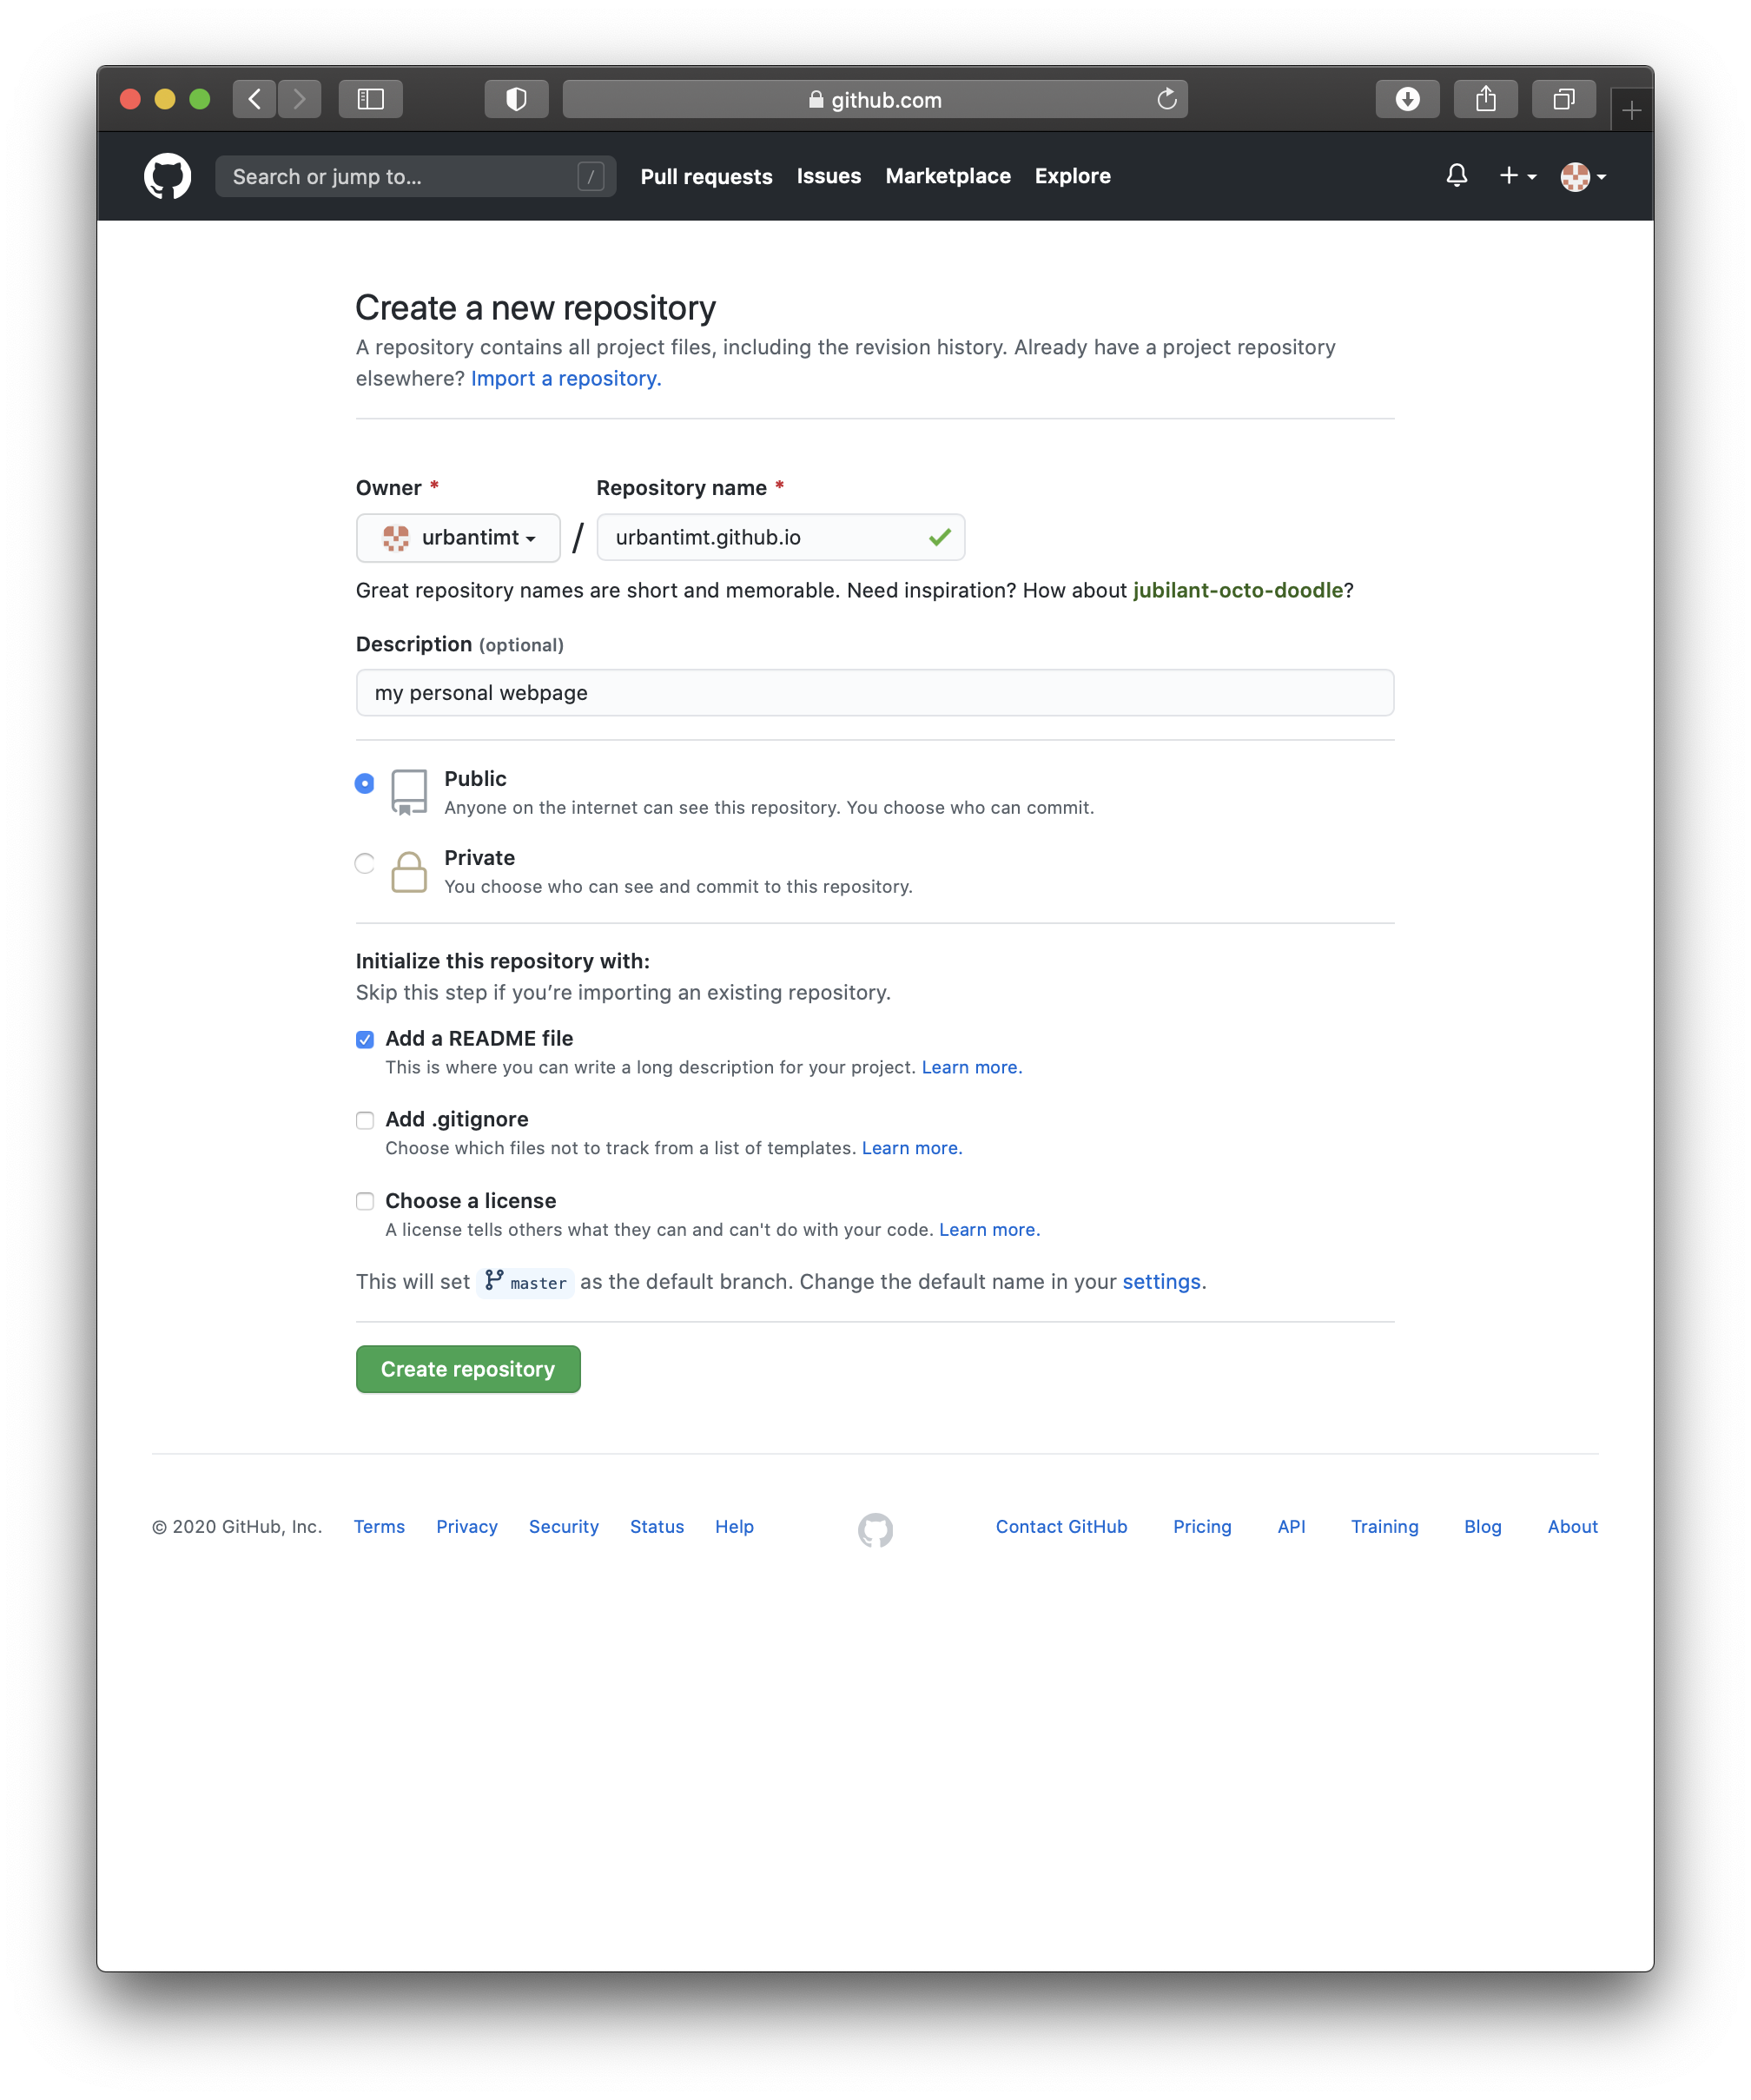 github.com
Search or jump to... /
Pull requests Issues Marketplace Explore
Create a new repository
A repository contains all project files, including the revision history. Already have a project repository
elsewhere? Import a repository.
Owner * Repository name *
urbantimt / urbantimt.github.io
Great repository names are short and memorable. Need inspiration? How about jubilant-octo-doodle?
Description (optional)
my personal webpage
Public
Anyone on the internet can see this repository. You choose who can commit.
Private
You choose who can see and commit to this repository.
Initialize this repository with:
Skip this step if you’re importing an existing repository.
Add a README file
This is where you can write a long description for your project. Learn more.
Add .gitignore
Choose which files not to track from a list of templates. Learn more.
Choose a license
A license tells others what they can and can't do with your code. Learn more.
This will set master as the default branch. Change the default name in your settings.
Create repository
© 2020 GitHub, Inc. Terms Privacy Security Status Help Contact GitHub Pricing API Training Blog About